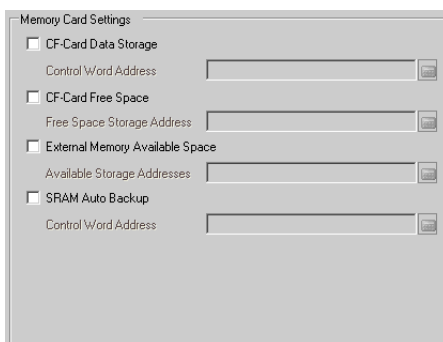 Memory Card Settings
CF-Card Data Storage
Control Word Address
CF-Card Free Space
Free Space Storage Address
External Memory Available Space
Available Storage Addresses
SRAM Auto Backup
Control Word Address